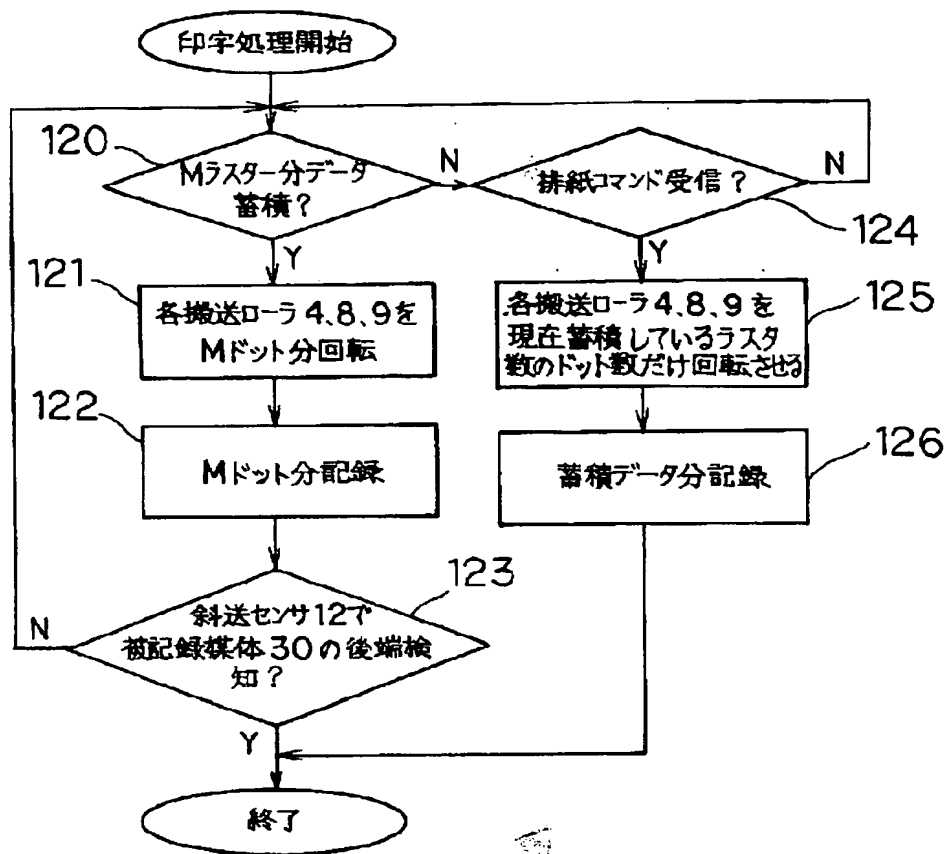 印字処理開始
120
Mラスター分データ
蓄積?
N
排紙コマンド受信?
N
124
Y
Y
121
各搬送ローラ4、8、9を
Mドット分回転
125
各搬送ローラ4、8、9を
現在蓄積しているラスタ
数のドット数だけ回転させる
122
Mドット分記録
126
蓄積データ分記録
123
斜送センサ12で
被記録媒体30の後端検
知?
N
Y
終了